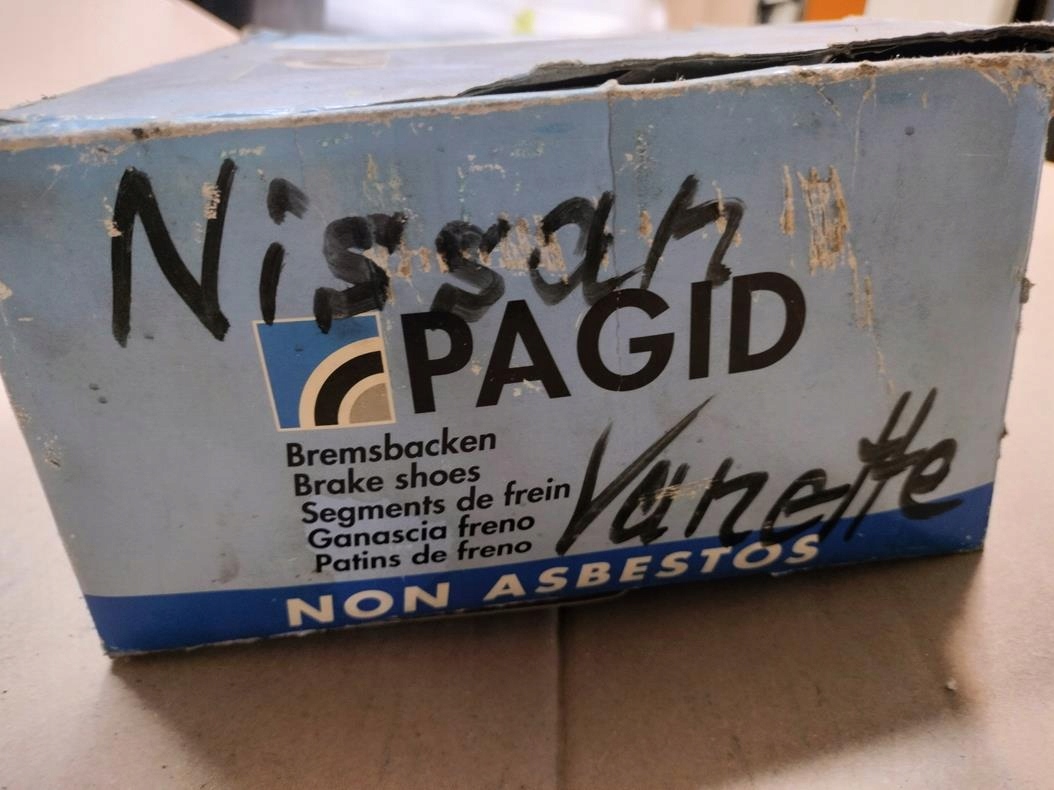 Nissan
PAGID
Bremsbacken
Brake shoes
Segments de frein
Ganascia freno
Patins de freno
Vanette
NON ASBESTOS